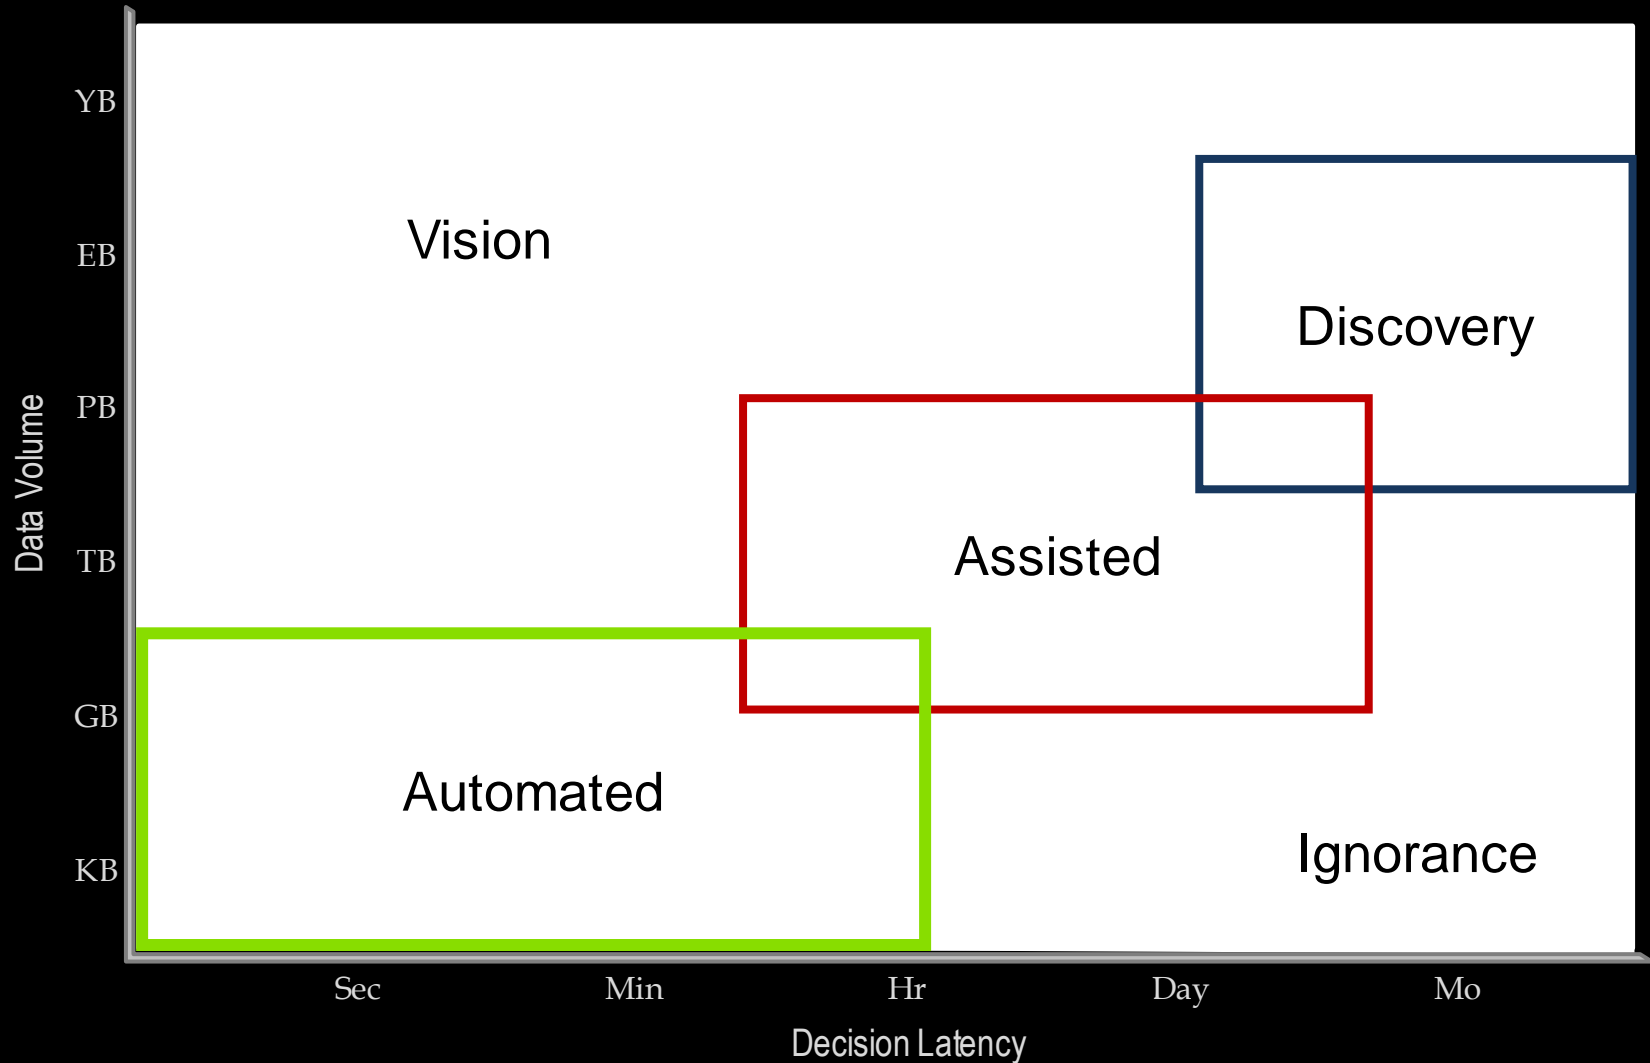 YB
Vision
EB
Discovery
PB
Data Volume
TB
Assisted
GB
Automated
Ignorance
KB
Sec Min Hr Day Mo
Decision Latency